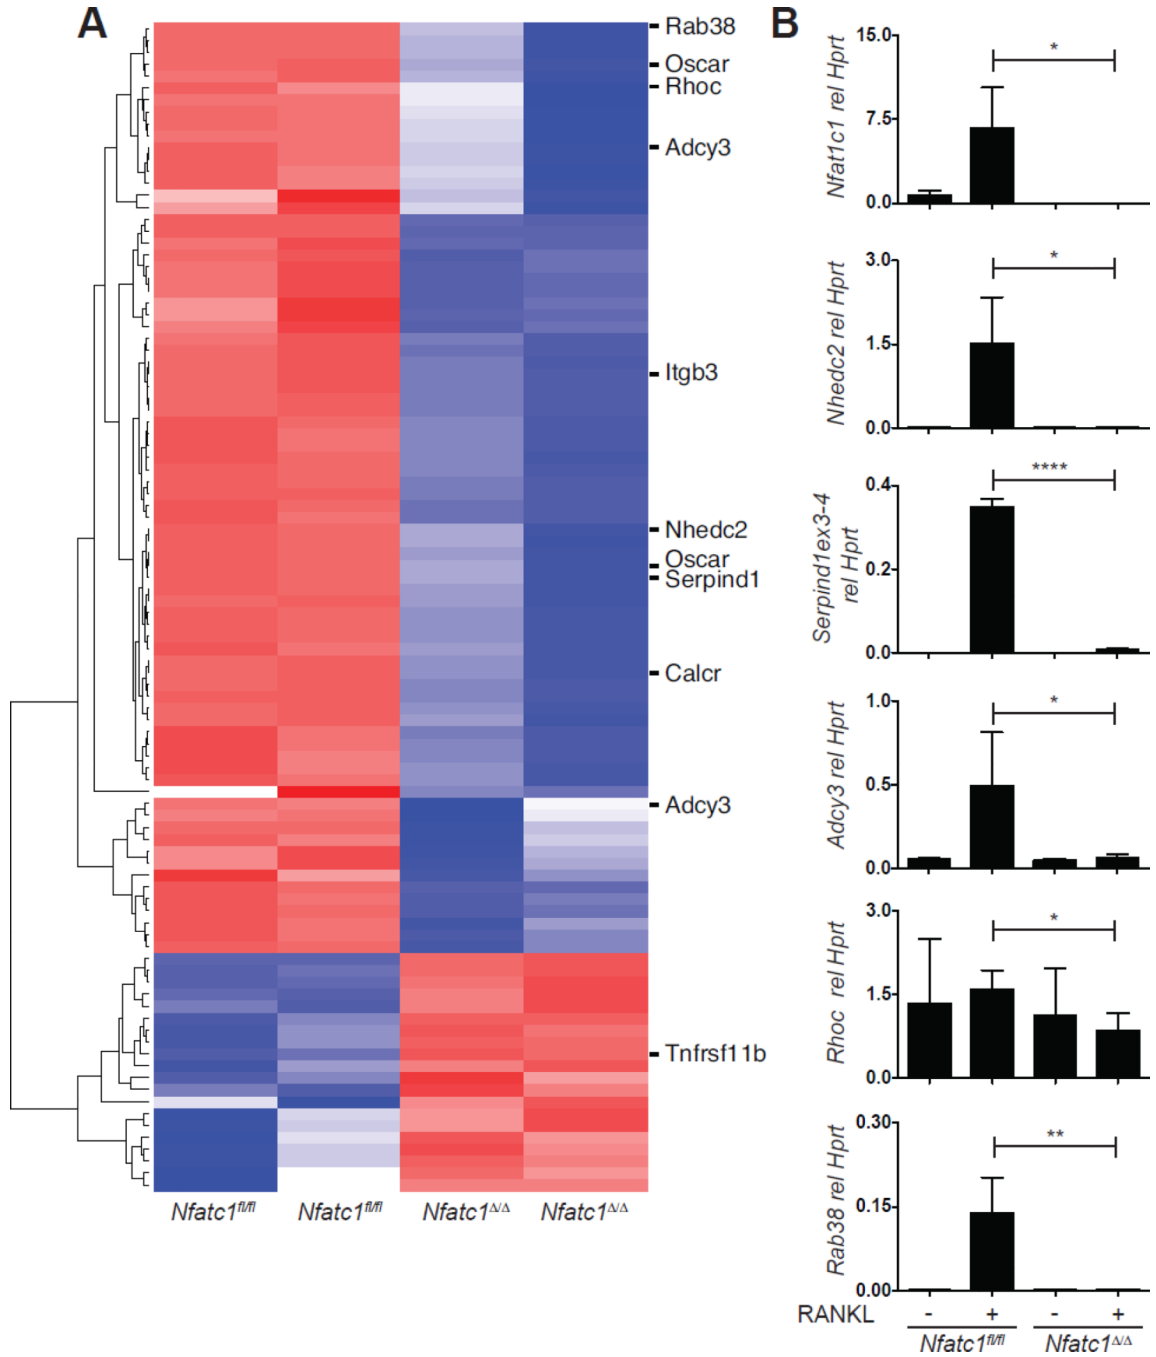 A
Rab38
Oscar
Rhoc
Adcy3
Itgb3
Nhedc2
Oscar
Serpind1
Calcr
Adcy3
Tnfrsf11b
Nfatc1fl/fl
Nfatc1fl/fl
Nfatc1Δ/Δ
Nfatc1Δ/Δ
B
Nfat1c1 rel Hprt
15.0
7.5
0.0
*
Nhedc2 rel Hprt
3.0
1.5
0.0
*
Serpind1ex3-4
rel Hprt
0.4
0.2
0.0
****
Adcy3 rel Hprt
1.0
0.5
0.0
*
Rhoc rel Hprt
3.0
1.5
0.0
*
Rab38 rel Hprt
0.30
0.15
0.00
**
RANKL - + - +
Nfatc1fl/fl Nfatc1Δ/Δ